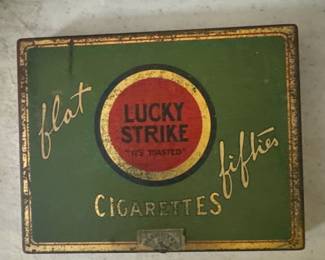 flat
LUCKY
STRIKE
"IT'S TOASTED"
fifties
CIGARETTES